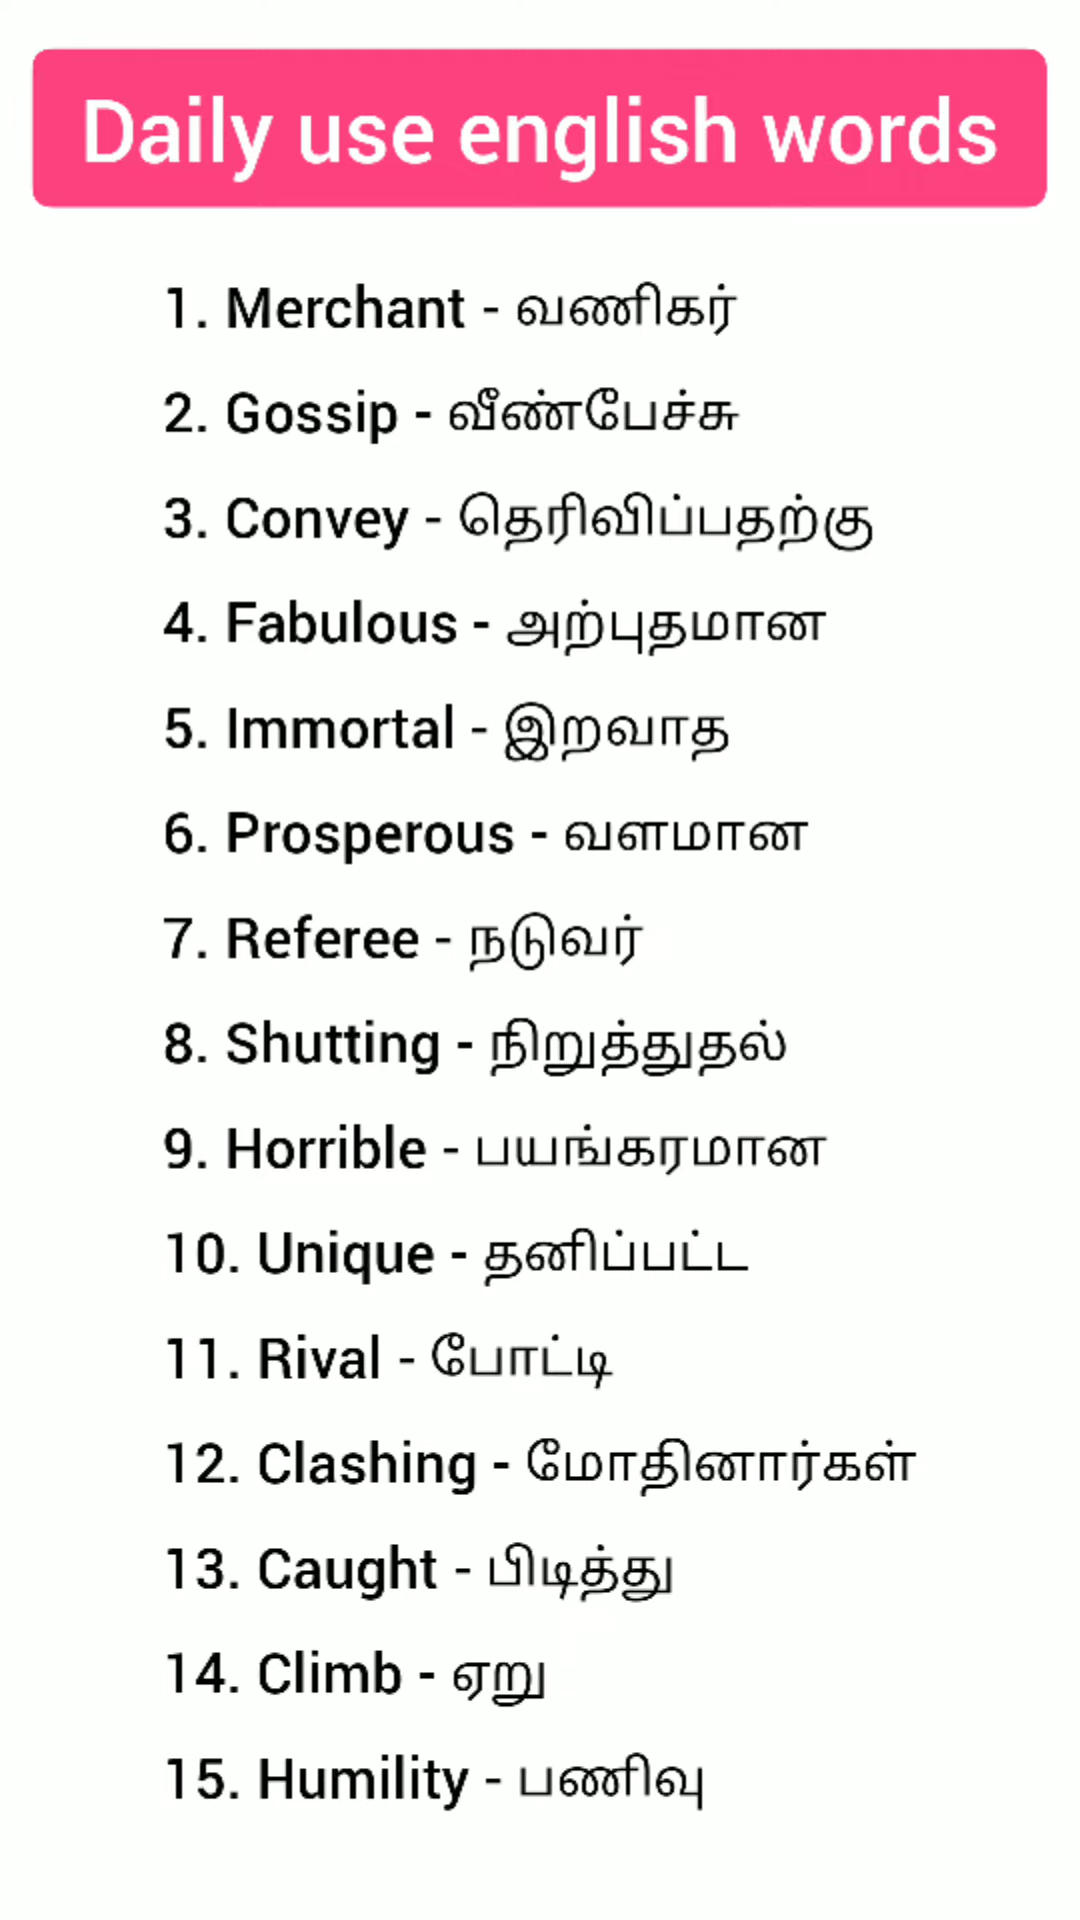 Daily use english words
1. Merchant - வணிகர்
2. Gossip - வீண்பேச்சு
3. Convey - தெரிவிப்பதற்கு
4. Fabulous - அற்புதமான
5. Immortal - இறவாத
6. Prosperous - வளமான
7. Referee - நடுவர்
8. Shutting - நிறுத்துதல்
9. Horrible - பயங்கரமான
10. Unique - தனிப்பட்ட
11. Rival - போட்டி
12. Clashing - மோதினார்கள்
13. Caught - பிடித்து
14. Climb - ஏறு
15. Humility - பணிவு